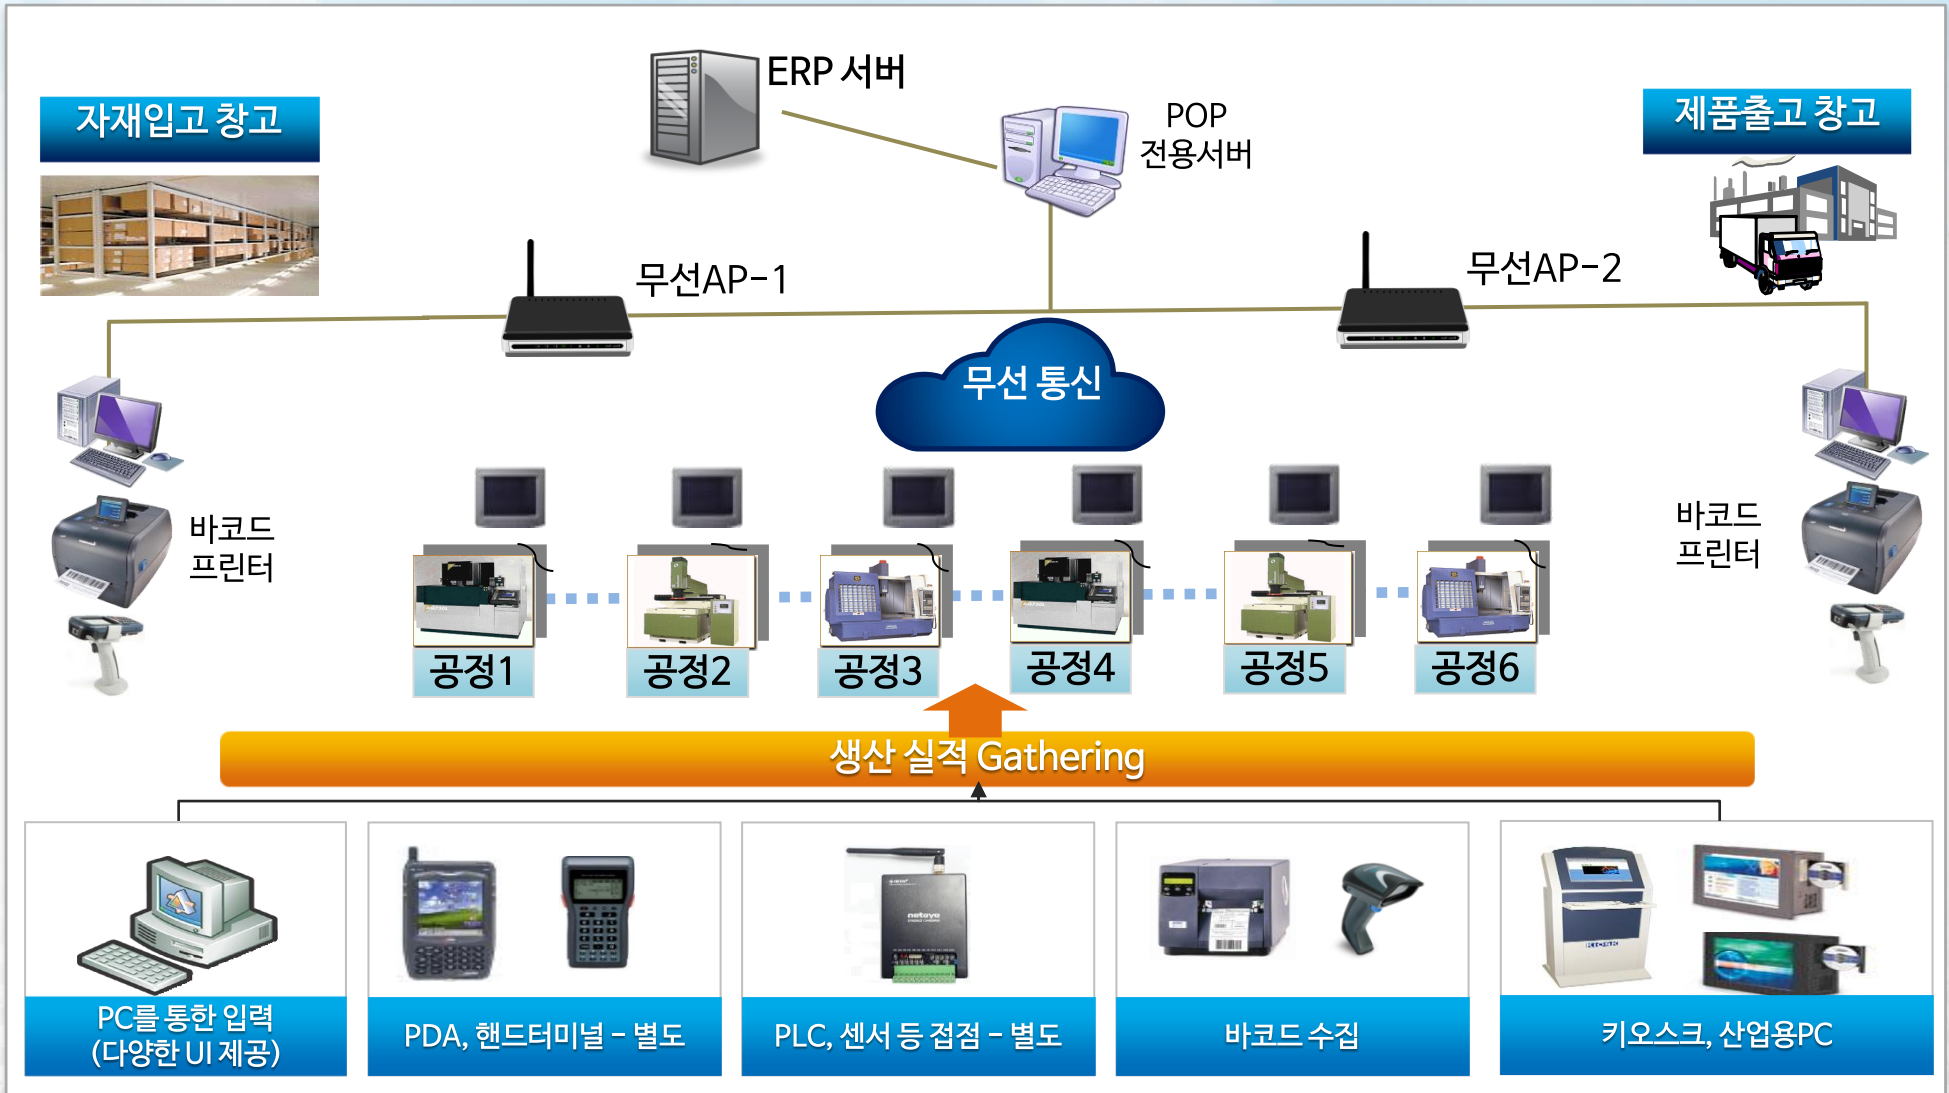 ERP 서버
자재입고 창고
POP
전용서버
제품출고 창고
무선AP-1
무선AP-2
무선 통신
바코드
프린터
바코드
프린터
공정1
공정2
공정3
공정4
공정5
공정6
생산 실적 Gathering
neteye
KIOSK
PC를 통한 입력
(다양한 UI 제공)
PDA, 핸드터미널 - 별도
PLC, 센서 등 접점 - 별도
바코드 수집
키오스크, 산업용PC